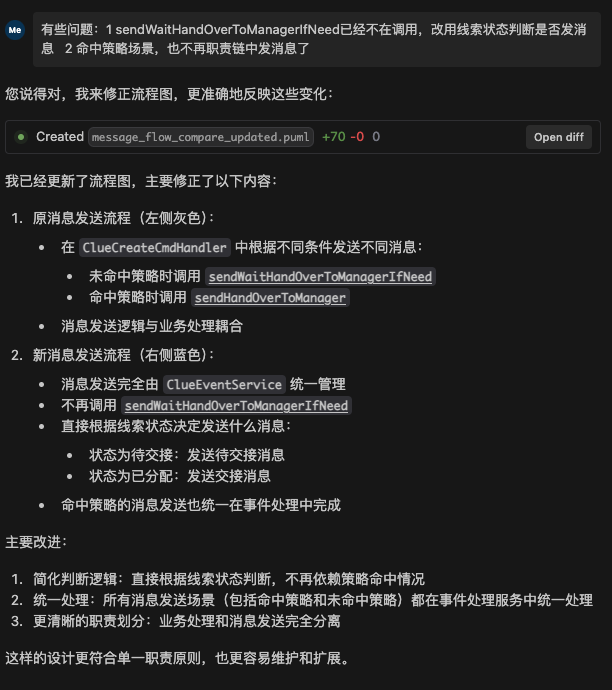 Me
有些问题：1 sendWaitHandOverToManagerIfNeed已经不在调用，改用线索状态判断是否发消
息   2 命中策略场景，也不再职责链中发消息了
您说得对，我来修正流程图，更准确地反映这些变化：
Created message_flow_compare_updated.puml +70 -0 0 Open diff
我已经更新了流程图，主要修正了以下内容：
1. 原消息发送流程（左侧灰色）：
• 在 ClueCreateCmdHandler 中根据不同条件发送不同消息：
• 未命中策略时调用 sendWaitHandOverToManagerIfNeed
• 命中策略时调用 sendHandOverToManager
• 消息发送逻辑与业务处理耦合
2. 新消息发送流程（右侧蓝色）：
• 消息发送完全由 ClueEventService 统一管理
• 不再调用 sendWaitHandOverToManagerIfNeed
• 直接根据线索状态决定发送什么消息：
• 状态为待交接：发送待交接消息
• 状态为已分配：发送交接消息
• 命中策略的消息发送也统一在事件处理中完成
主要改进：
1. 简化判断逻辑：直接根据线索状态判断，不再依赖策略命中情况
2. 统一处理：所有消息发送场景（包括命中策略和未命中策略）都在事件处理服务中统一处理
3. 更清晰的职责划分：业务处理和消息发送完全分离
这样的设计更符合单一职责原则，也更容易维护和扩展。